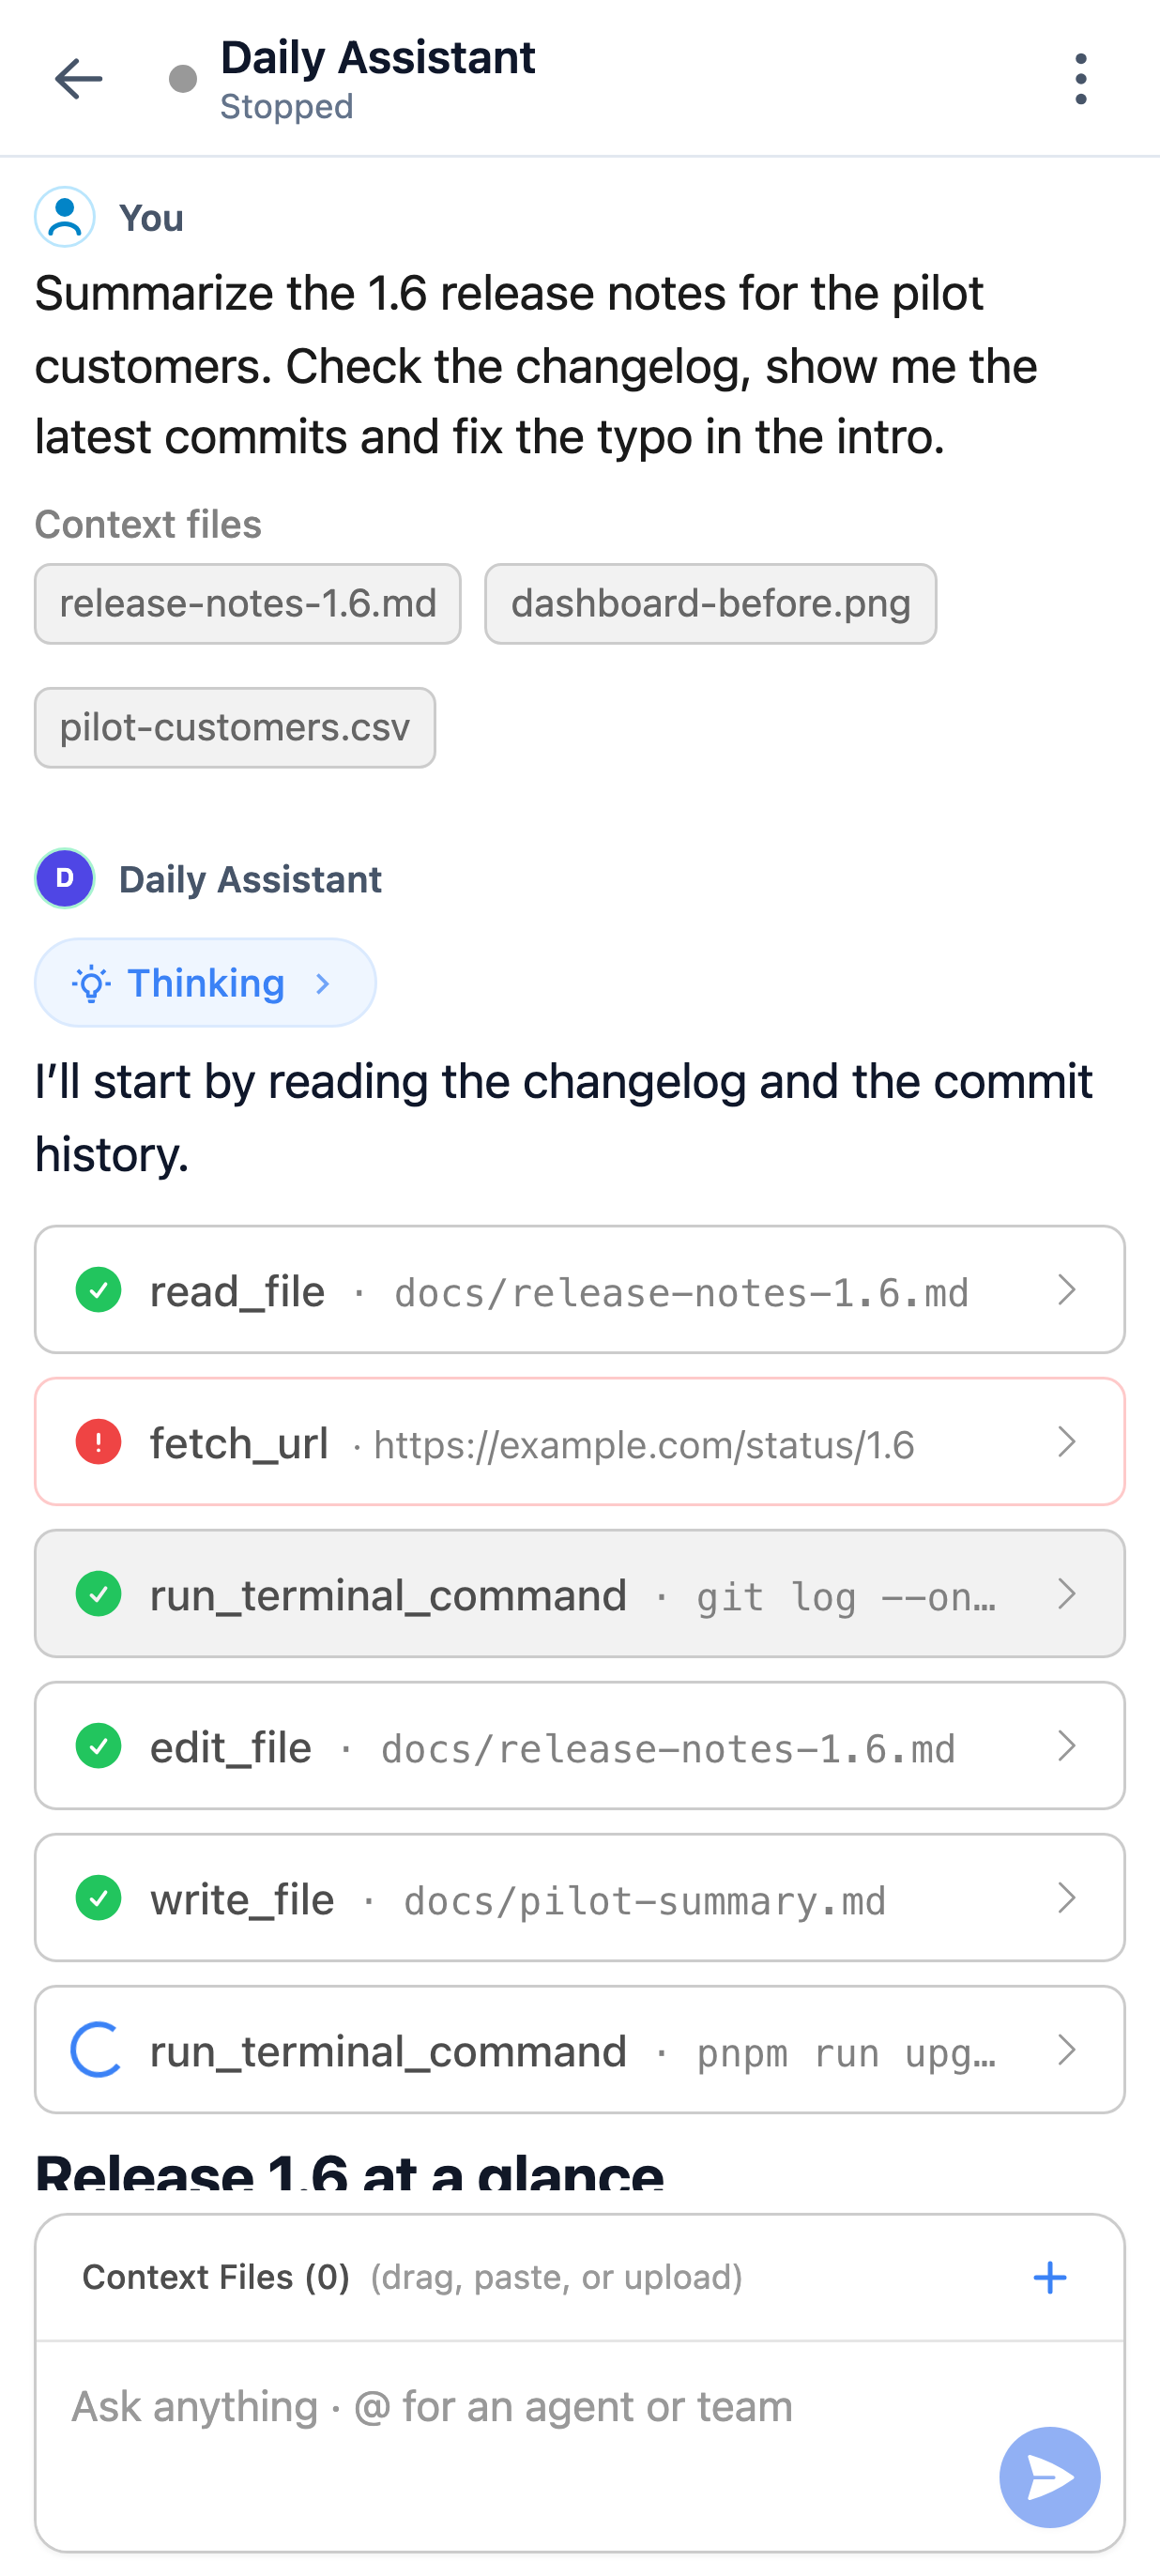 Daily Assistant
Stopped
You
Summarize the 1.6 release notes for the pilot
customers. Check the changelog, show me the
latest commits and fix the typo in the intro.
Context files
release-notes-1.6.md
dashboard-before.png
pilot-customers.csv
D
Daily Assistant
Thinking
I’ll start by reading the changelog and the commit
history.
read_file · docs/release-notes-1.6.md
fetch_url · https://example.com/status/1.6
run_terminal_command · git log --on…
edit_file · docs/release-notes-1.6.md
write_file · docs/pilot-summary.md
run_terminal_command · pnpm run upg…
Release 1.6 at a glance
Context Files (0) (drag, paste, or upload)
Ask anything · @ for an agent or team